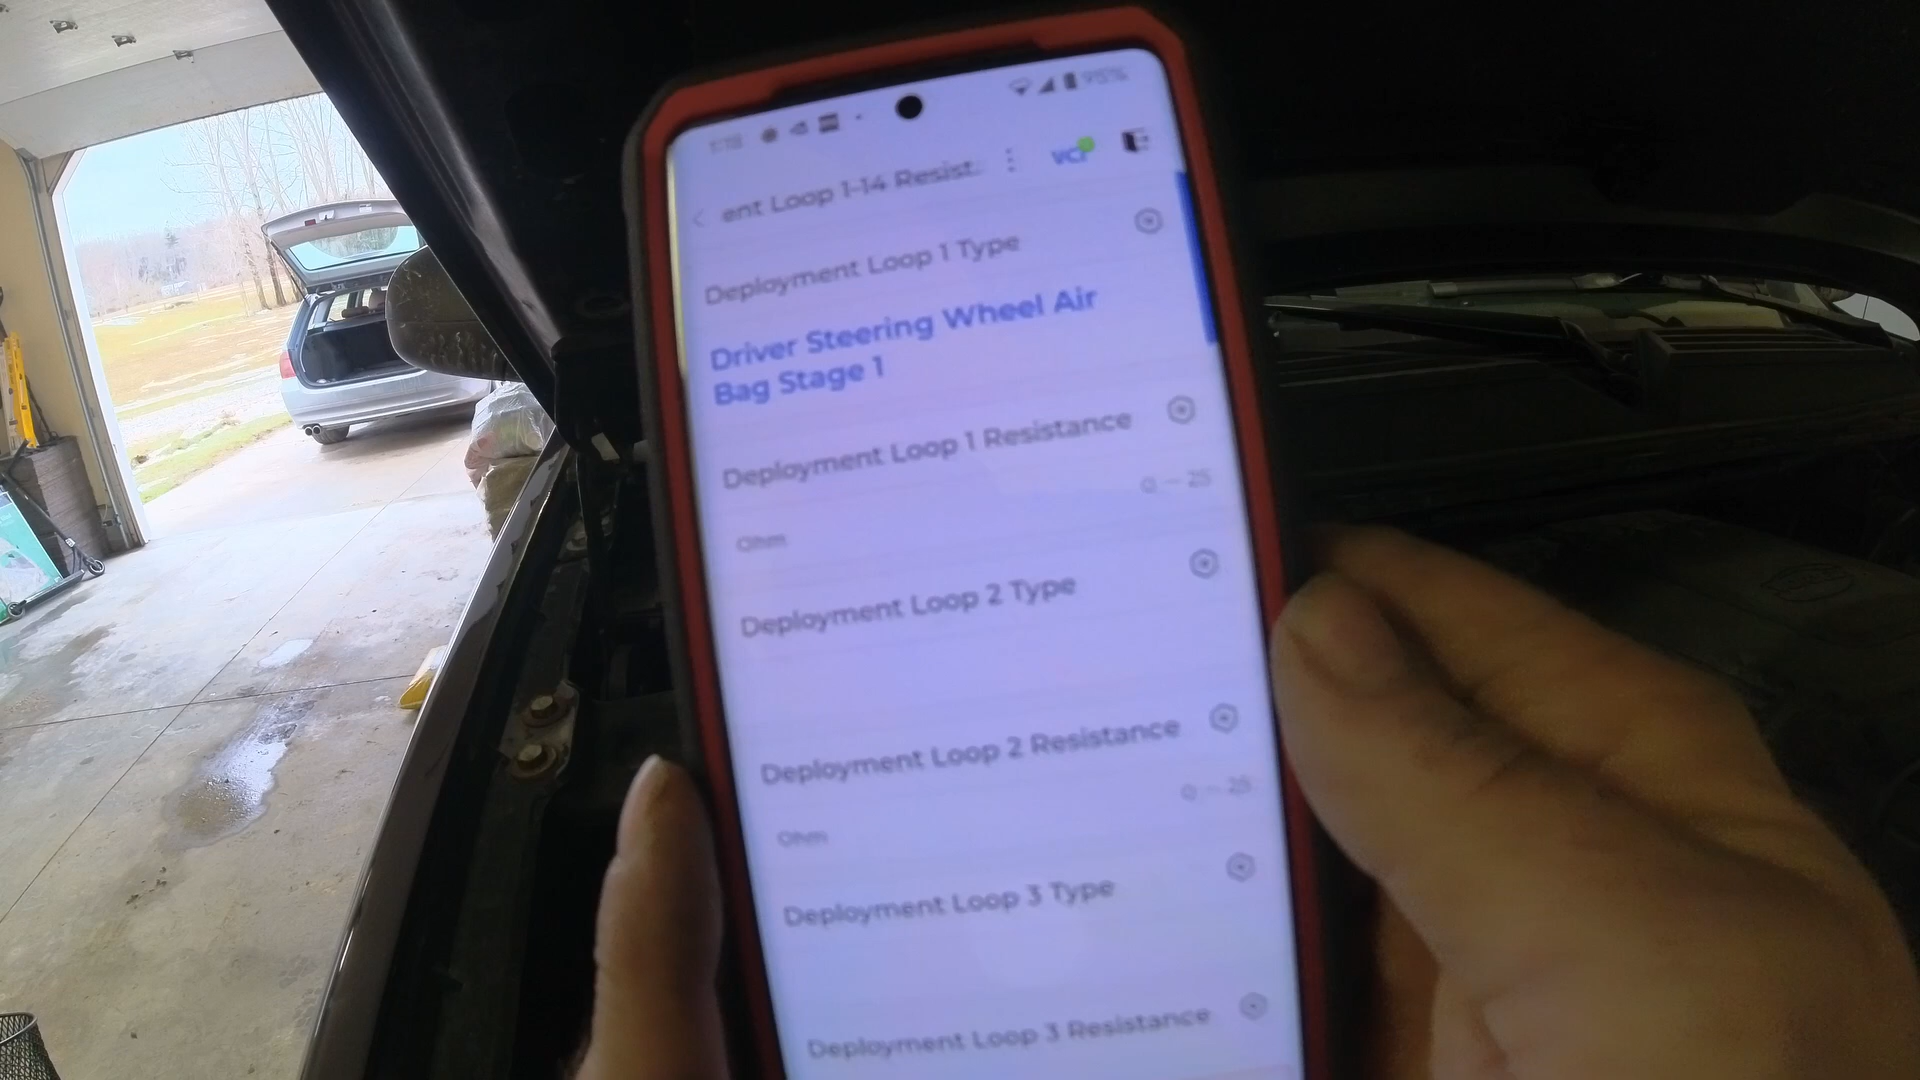 95%
ent Loop 1-14 Resist.
VCI
Deployment Loop 1 Type
Driver Steering Wheel Air
Bag Stage 1
Deployment Loop 1 Resistance
0 - 25
Ohm
Deployment Loop 2 Type
Deployment Loop 2 Resistance
0 - 25
Ohm
Deployment Loop 3 Type
Deployment Loop 3 Resistance